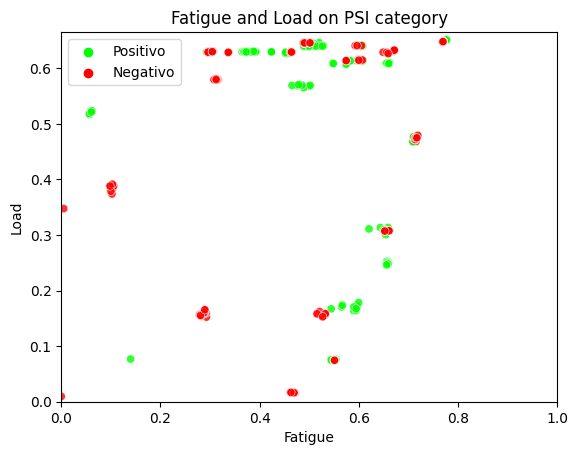 Fatigue and Load on PSI category
Positivo
Negativo
Load
0.6
0.5
0.4
0.3
0.2
0.1
0.0
0.0 0.2 0.4 0.6 0.8 1.0
Fatigue